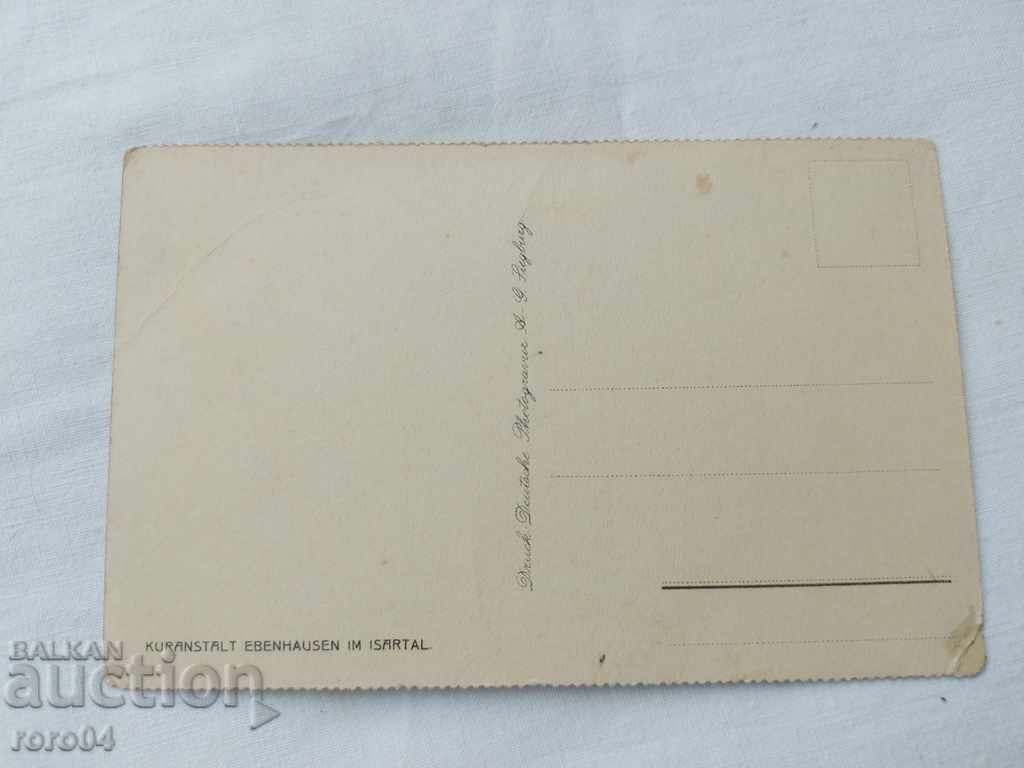 Druck Deutsche Photogravur A-G Siegburg
KURANSTALT EBENHAUSEN IM ISARTAL.
BALKAN
auction
roro04